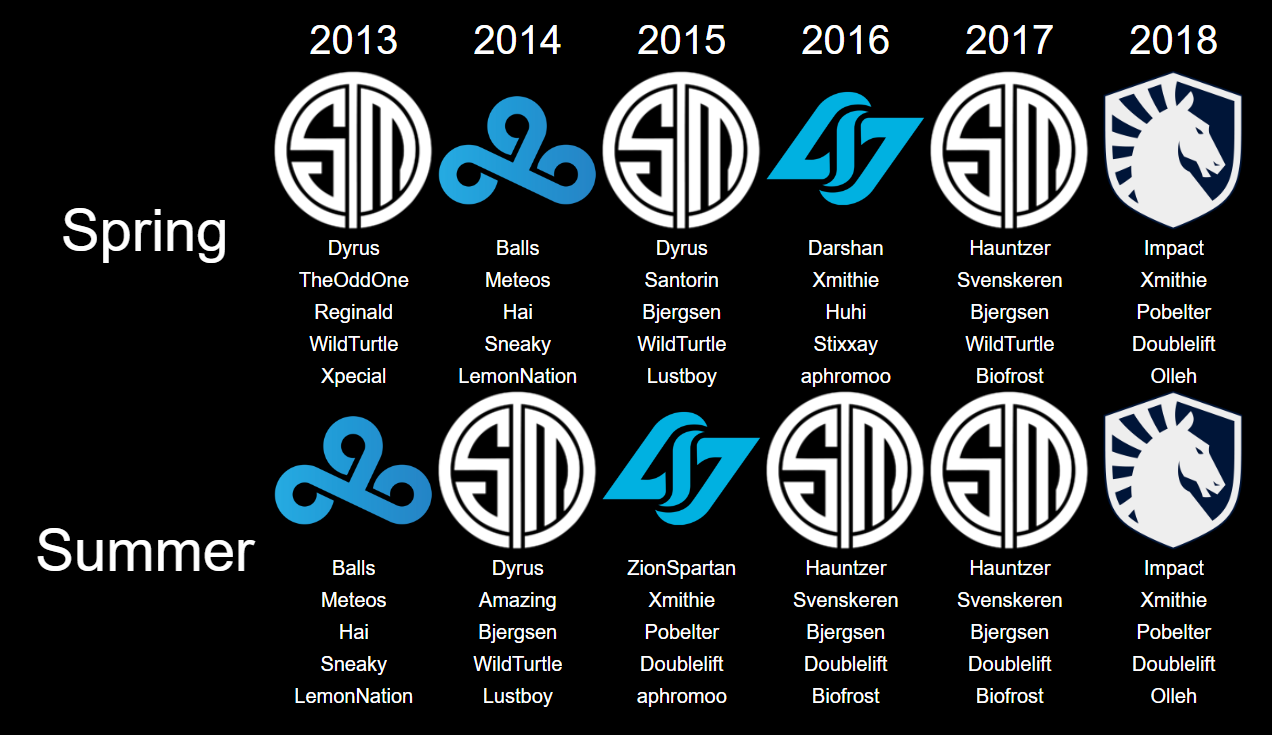 2013 2014 2015 2016 2017 2018
Spring
Dyrus Balls Dyrus Darshan Hauntzer Impact
TheOddOne Meteos Santorin Xmithie Svenskeren Xmithie
Reginald Hai Bjergsen Huhi Bjergsen Pobelter
WildTurtle Sneaky WildTurtle Stixxay WildTurtle Doublelift
Xpecial LemonNation Lustboy aphromoo Biofrost Olleh
Summer
Balls Dyrus ZionSpartan Hauntzer Hauntzer Impact
Meteos Amazing Xmithie Svenskeren Svenskeren Xmithie
Hai Bjergsen Pobelter Bjergsen Bjergsen Pobelter
Sneaky WildTurtle Doublelift Doublelift Doublelift Doublelift
LemonNation Lustboy aphromoo Biofrost Biofrost Olleh